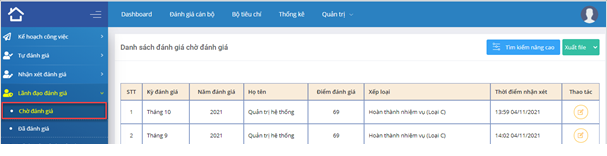 Dashboard Đánh giá cán bộ Bộ tiêu chí Thống kê Quản trị
Kế hoạch công việc
Tự đánh giá
Nhận xét đánh giá
Lãnh đạo đánh giá
Chờ đánh giá
Đã đánh giá
Danh sách đánh giá chờ đánh giá
Tìm kiếm nâng cao Xuất file
STT Kỳ đánh giá Năm đánh giá Họ tên Điểm đánh giá Xếp loại Thời điểm nhận xét Thao tác
1 Tháng 10 2021 Quản trị hệ thống 69 Hoàn thành nhiệm vụ (Loại C) 13:59 04/11/2021
2 Tháng 9 2021 Quản trị hệ thống 69 Hoàn thành nhiệm vụ (Loại C) 14:02 04/11/2021